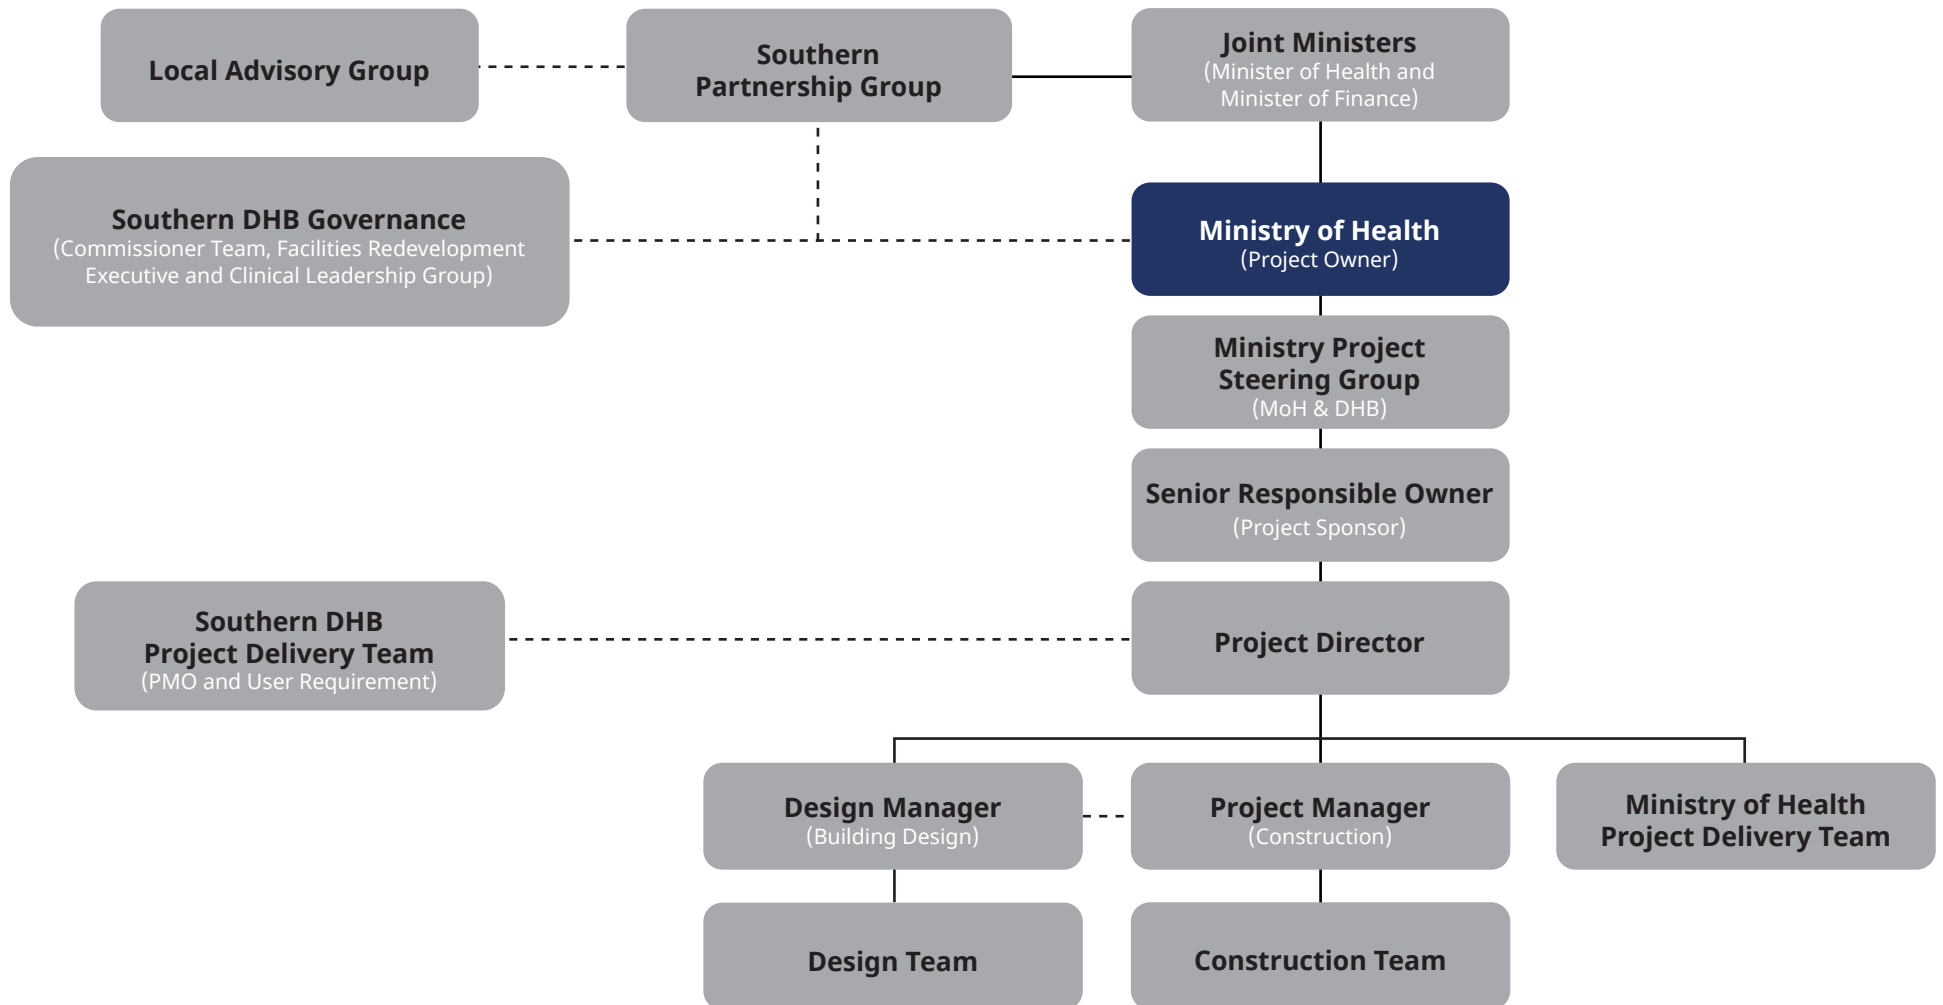 Local Advisory Group
Southern
Partnership Group
Joint Ministers
(Minister of Health and
Minister of Finance)
Southern DHB Governance
(Commissioner Team, Facilities Redevelopment
Executive and Clinical Leadership Group)
Ministry of Health
(Project Owner)
Ministry Project
Steering Group
(MoH & DHB)
Senior Responsible Owner
(Project Sponsor)
Southern DHB
Project Delivery Team
(PMO and User Requirement)
Project Director
Design Manager
(Building Design)
Project Manager
(Construction)
Ministry of Health
Project Delivery Team
Design Team
Construction Team